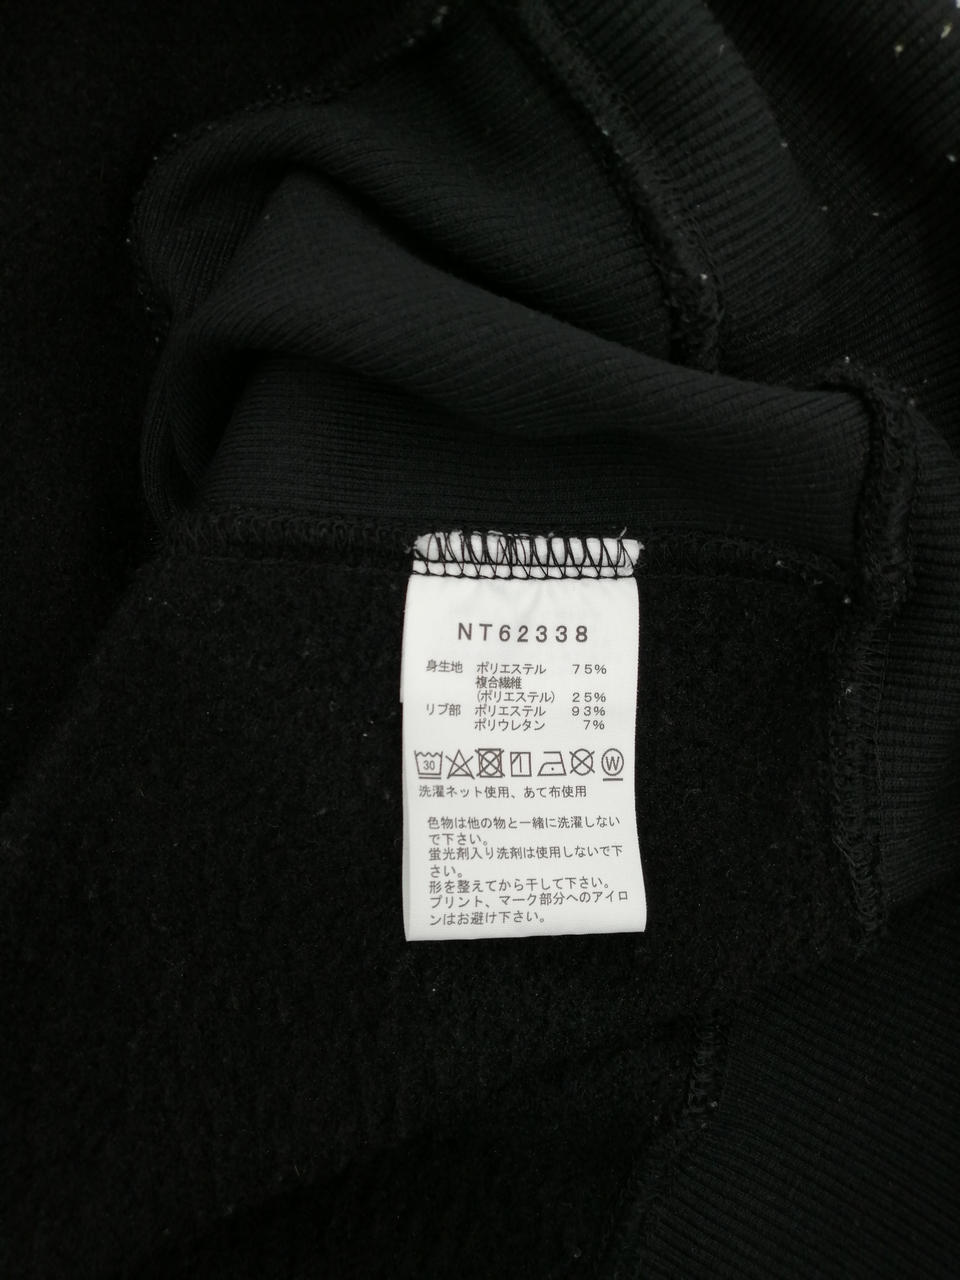 NT62338
身生地 ポリエステル 75%
複合繊維
(ポリエステル) 25%
リブ部 ポリエステル 93%
ポリウレタン 7%
30 W
洗濯ネット使用、あて布使用
色物は他の物と一緒に洗濯しない
で下さい。
蛍光剤入り洗剤は使用しないで下
さい。
形を整えてから干して下さい。
プリント、マーク部分へのアイロ
ンはお避け下さい。